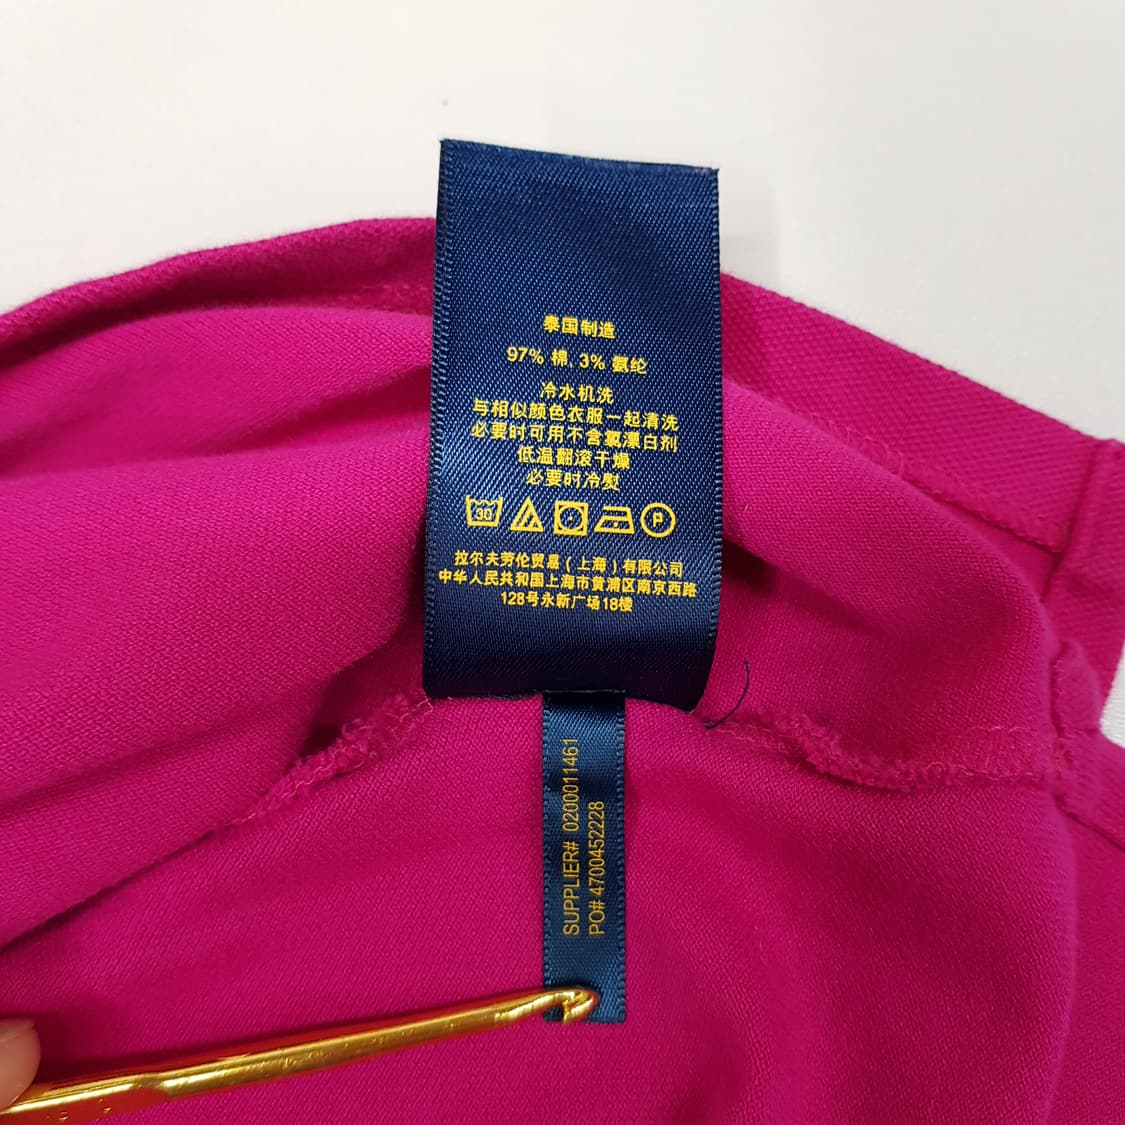 泰国制造
97% 棉, 3% 氨纶
冷水机洗
与相似颜色衣服一起清洗
必要时可用不含氯漂白剂
低温翻滚干燥
必要时冷熨
30 P
拉尔夫劳伦贸易(上海)有限公司
中华人民共和国上海市黄浦区南京西路
128号永新广场18楼
SUPPLIER# 0200011461
PO# 4700452228